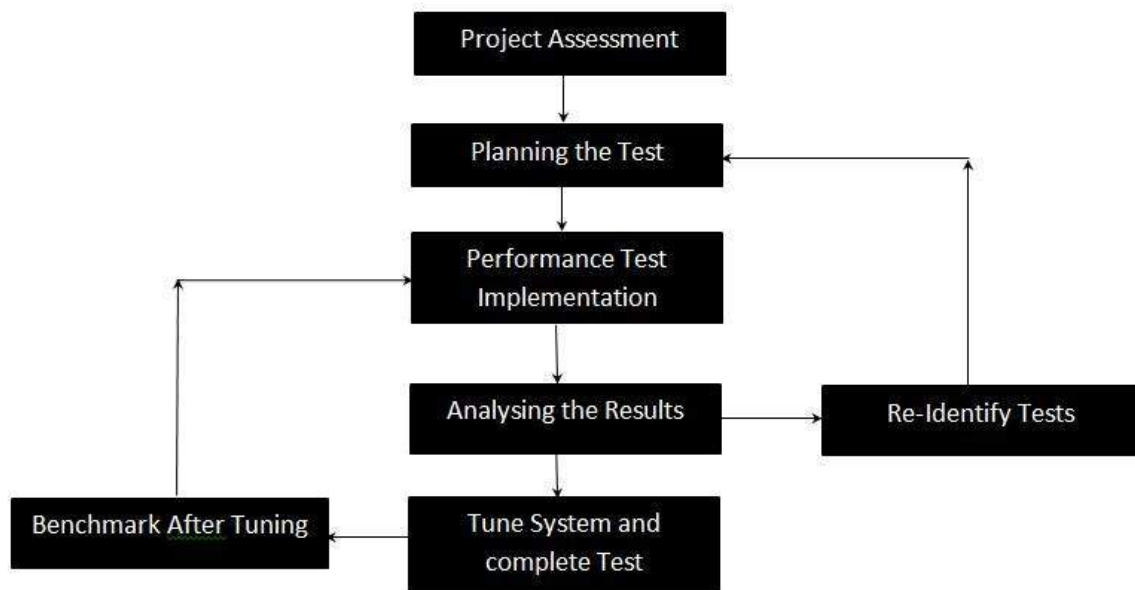 Project Assessment
Planning the Test
Performance Test
Implementation
Analysing the Results
Re-Identify Tests
Benchmark After Tuning
Tune System and
complete Test